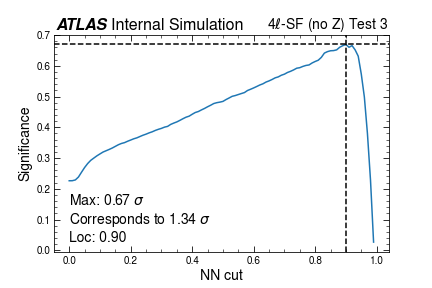 ATLAS Internal Simulation
4ℓ-SF (no Z) Test 3
Significance
0.7
0.6
0.5
0.4
0.3
0.2
0.1
0.0
Max: 0.67 σ
Corresponds to 1.34 σ
Loc: 0.90
0.0 0.2 0.4 0.6 0.8 1.0
NN cut